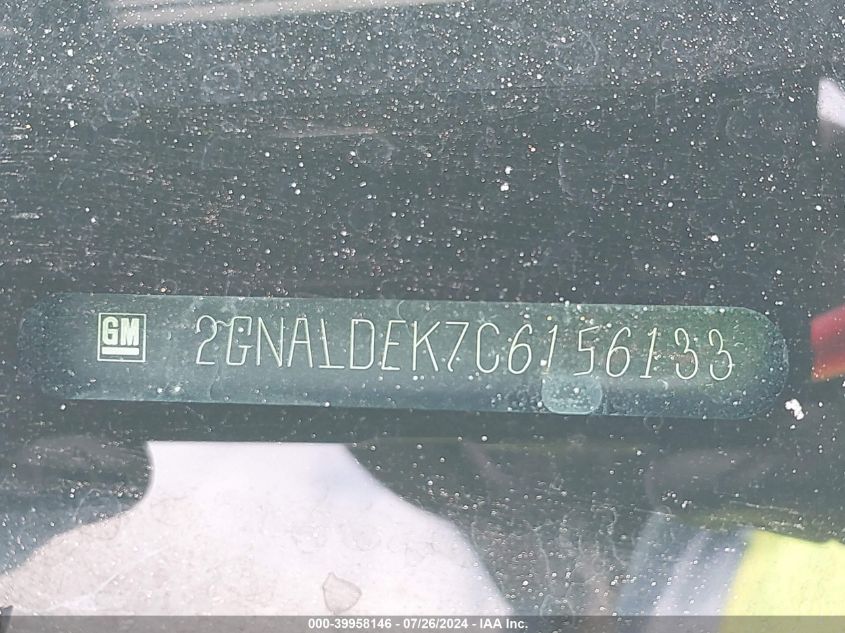 GM 2GNALDEK7C6156133
000-39958146 - 07/26/2024 - IAA Inc.